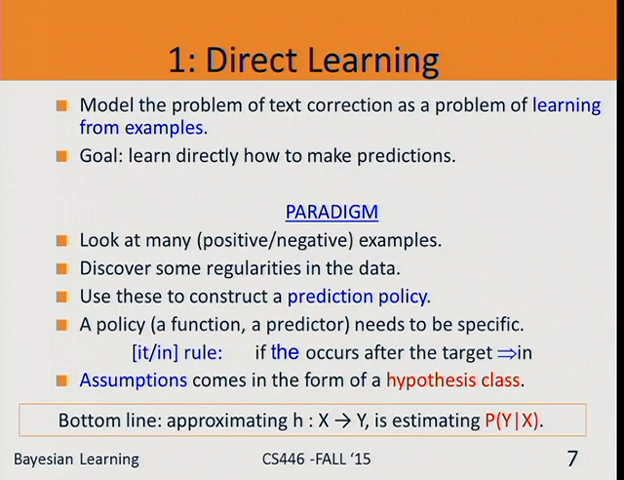 1: Direct Learning
Model the problem of text correction as a problem of learning
from examples.
Goal: learn directly how to make predictions.
PARADIGM
Look at many (positive/negative) examples.
Discover some regularities in the data.
Use these to construct a prediction policy.
A policy (a function, a predictor) needs to be specific.
[it/in] rule: if the occurs after the target ⇒in
Assumptions comes in the form of a hypothesis class.
Bottom line: approximating h : X → Y, is estimating P(Y|X).
Bayesian Learning CS446 -FALL ‘15 7